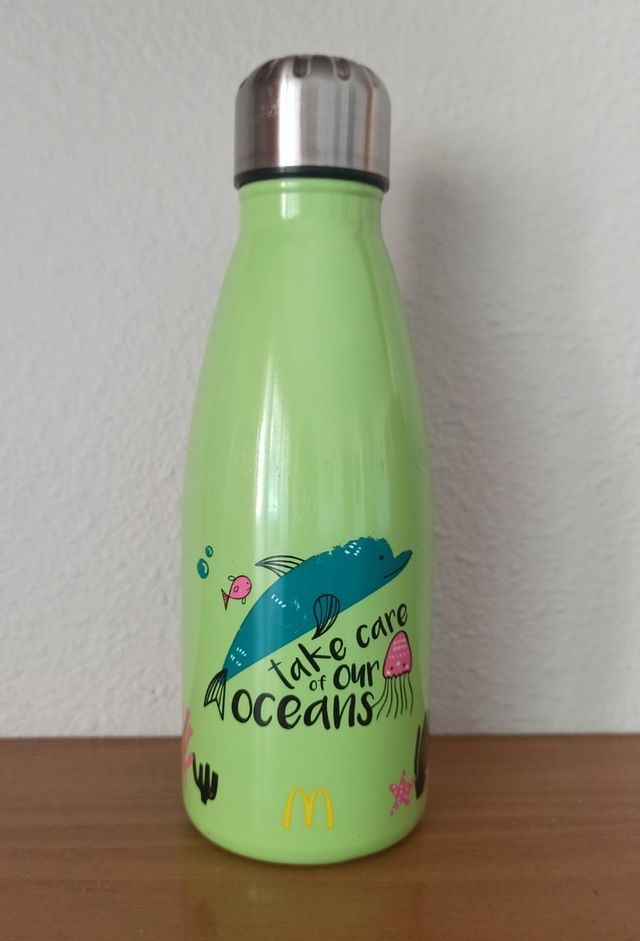 take care
of our
oceans
M